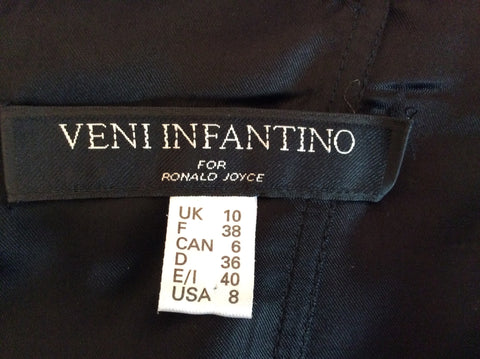 VENI INFANTINO
FOR
RONALD JOYCE
UK 10
F 38
CAN 6
D 36
E/I 40
USA 8